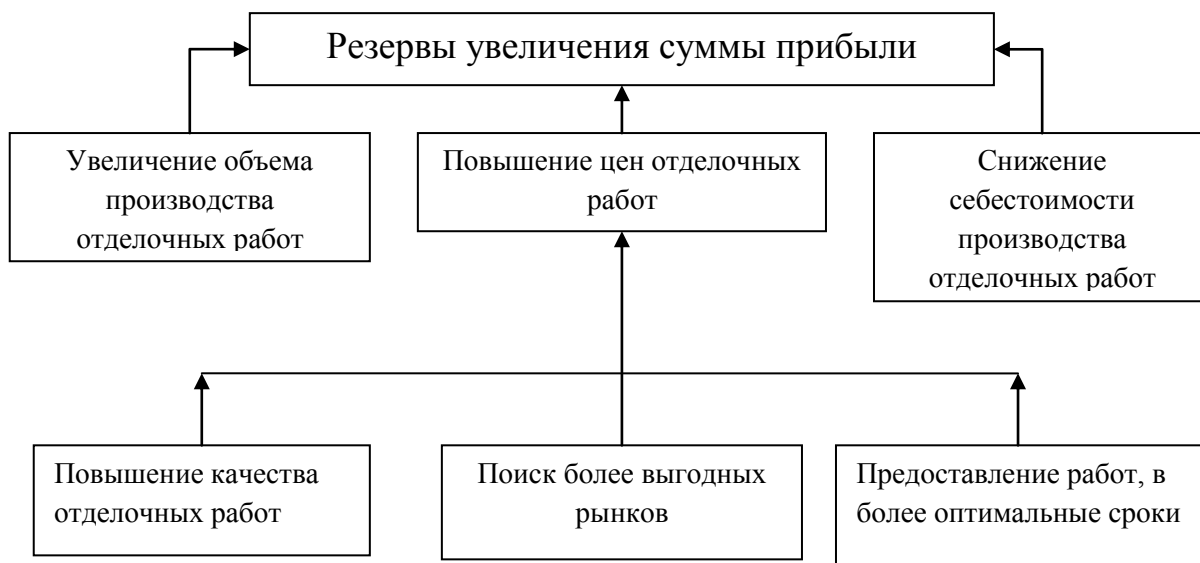 Резервы увеличения суммы прибыли
Увеличение объема
производства
отделочных работ
Повышение цен отделочных
работ
Снижение
себестоимости
производства
отделочных работ
Повышение качества
отделочных работ
Поиск более выгодных
рынков
Предоставление работ, в
более оптимальные сроки